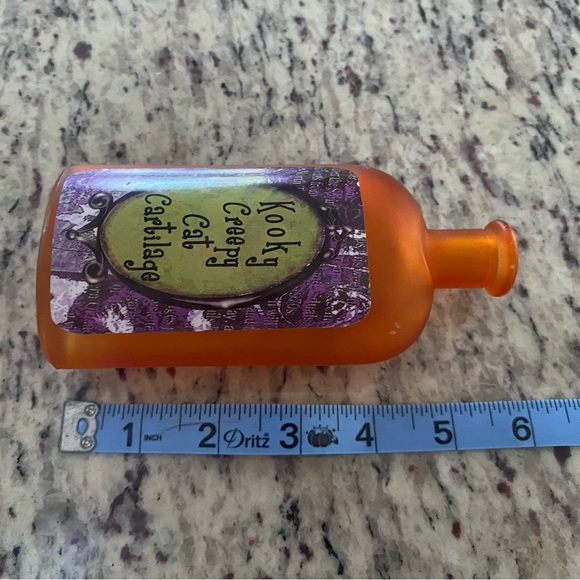 Kooky
Creepy
Cat
Cartilage
1 INCH 2 Dritz 3 4 5 6